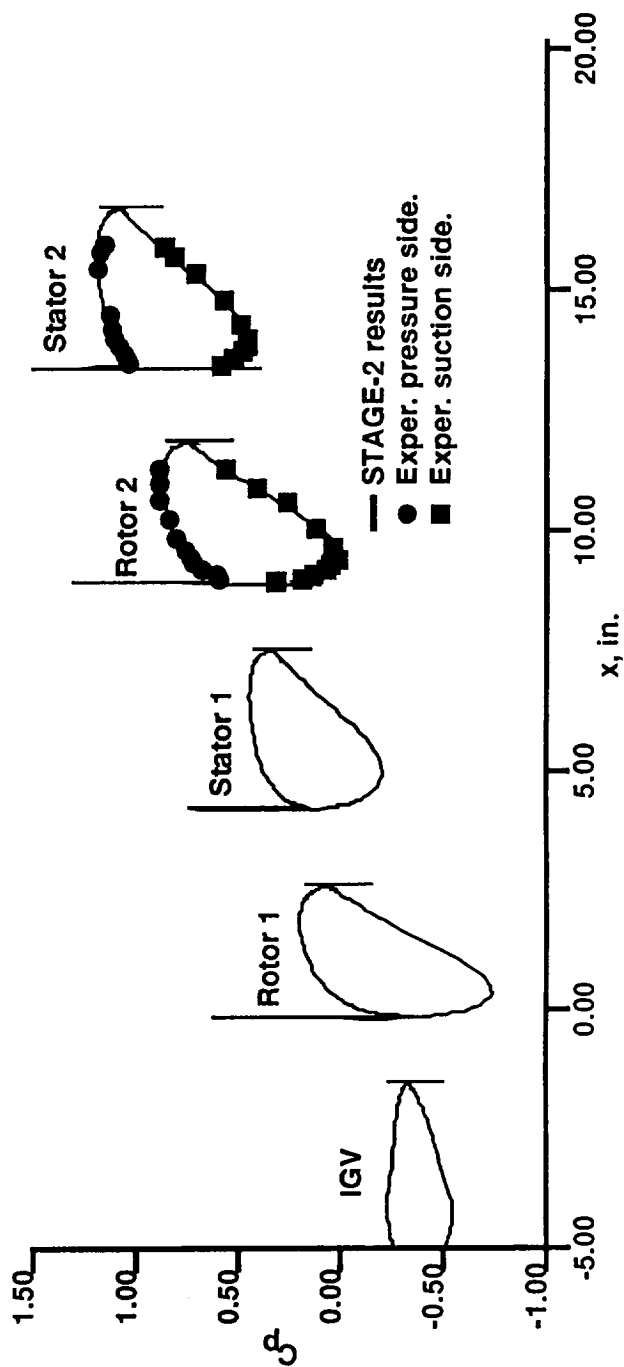 1.50
1.00
0.50
0.00
-0.50
-1.00
Cp
IGV
Rotor 1
Stator 1
Rotor 2
Stator 2
STAGE-2 results
Exper. pressure side.
Exper. suction side.
-5.00
0.00
5.00
10.00
15.00
20.00
x, in.